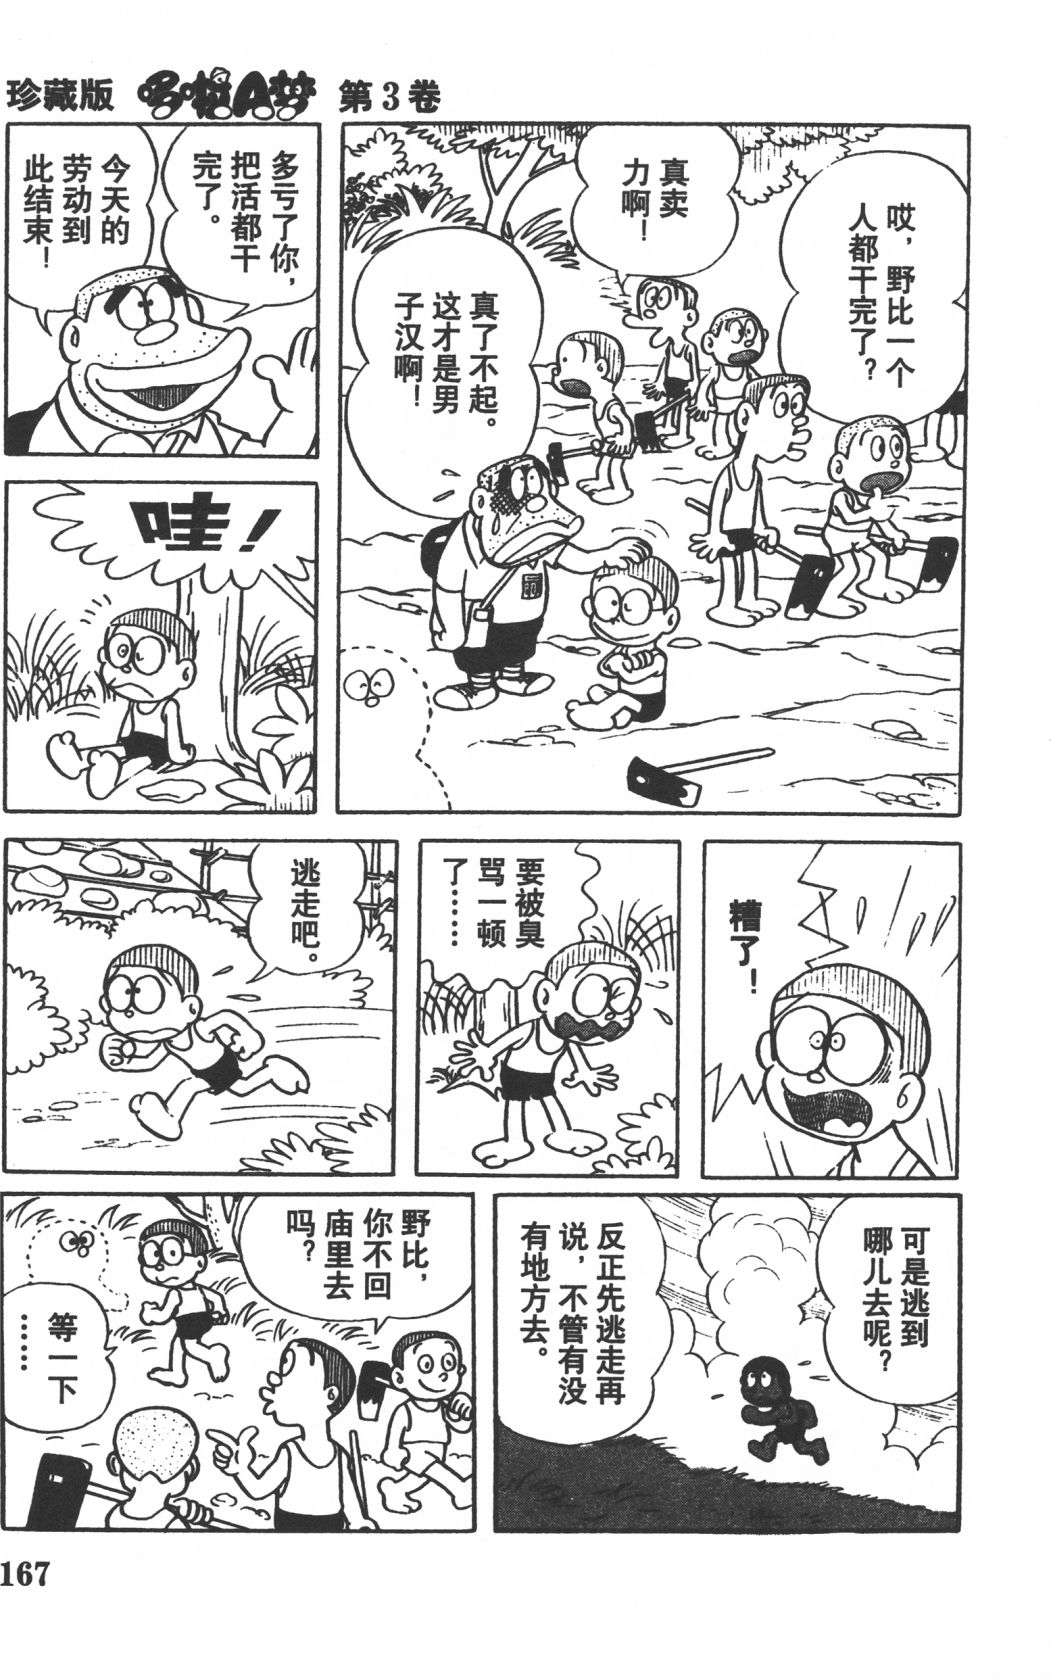 珍藏版 哆啦A梦 第3卷
哎，野比一个
人都干完了？
真卖
力啊！
真了不起。
这才是男
子汉啊！
多亏了你，
把活都干
完了。
今天的
劳动到
此结束！
哇！
糟了！
要被臭
骂一顿
了……
逃走吧。
可是逃到
哪儿去呢？
反正先逃走再
说，不管有没
有地方去。
野比，
你不回
庙里去
吗？
等一下
……
167